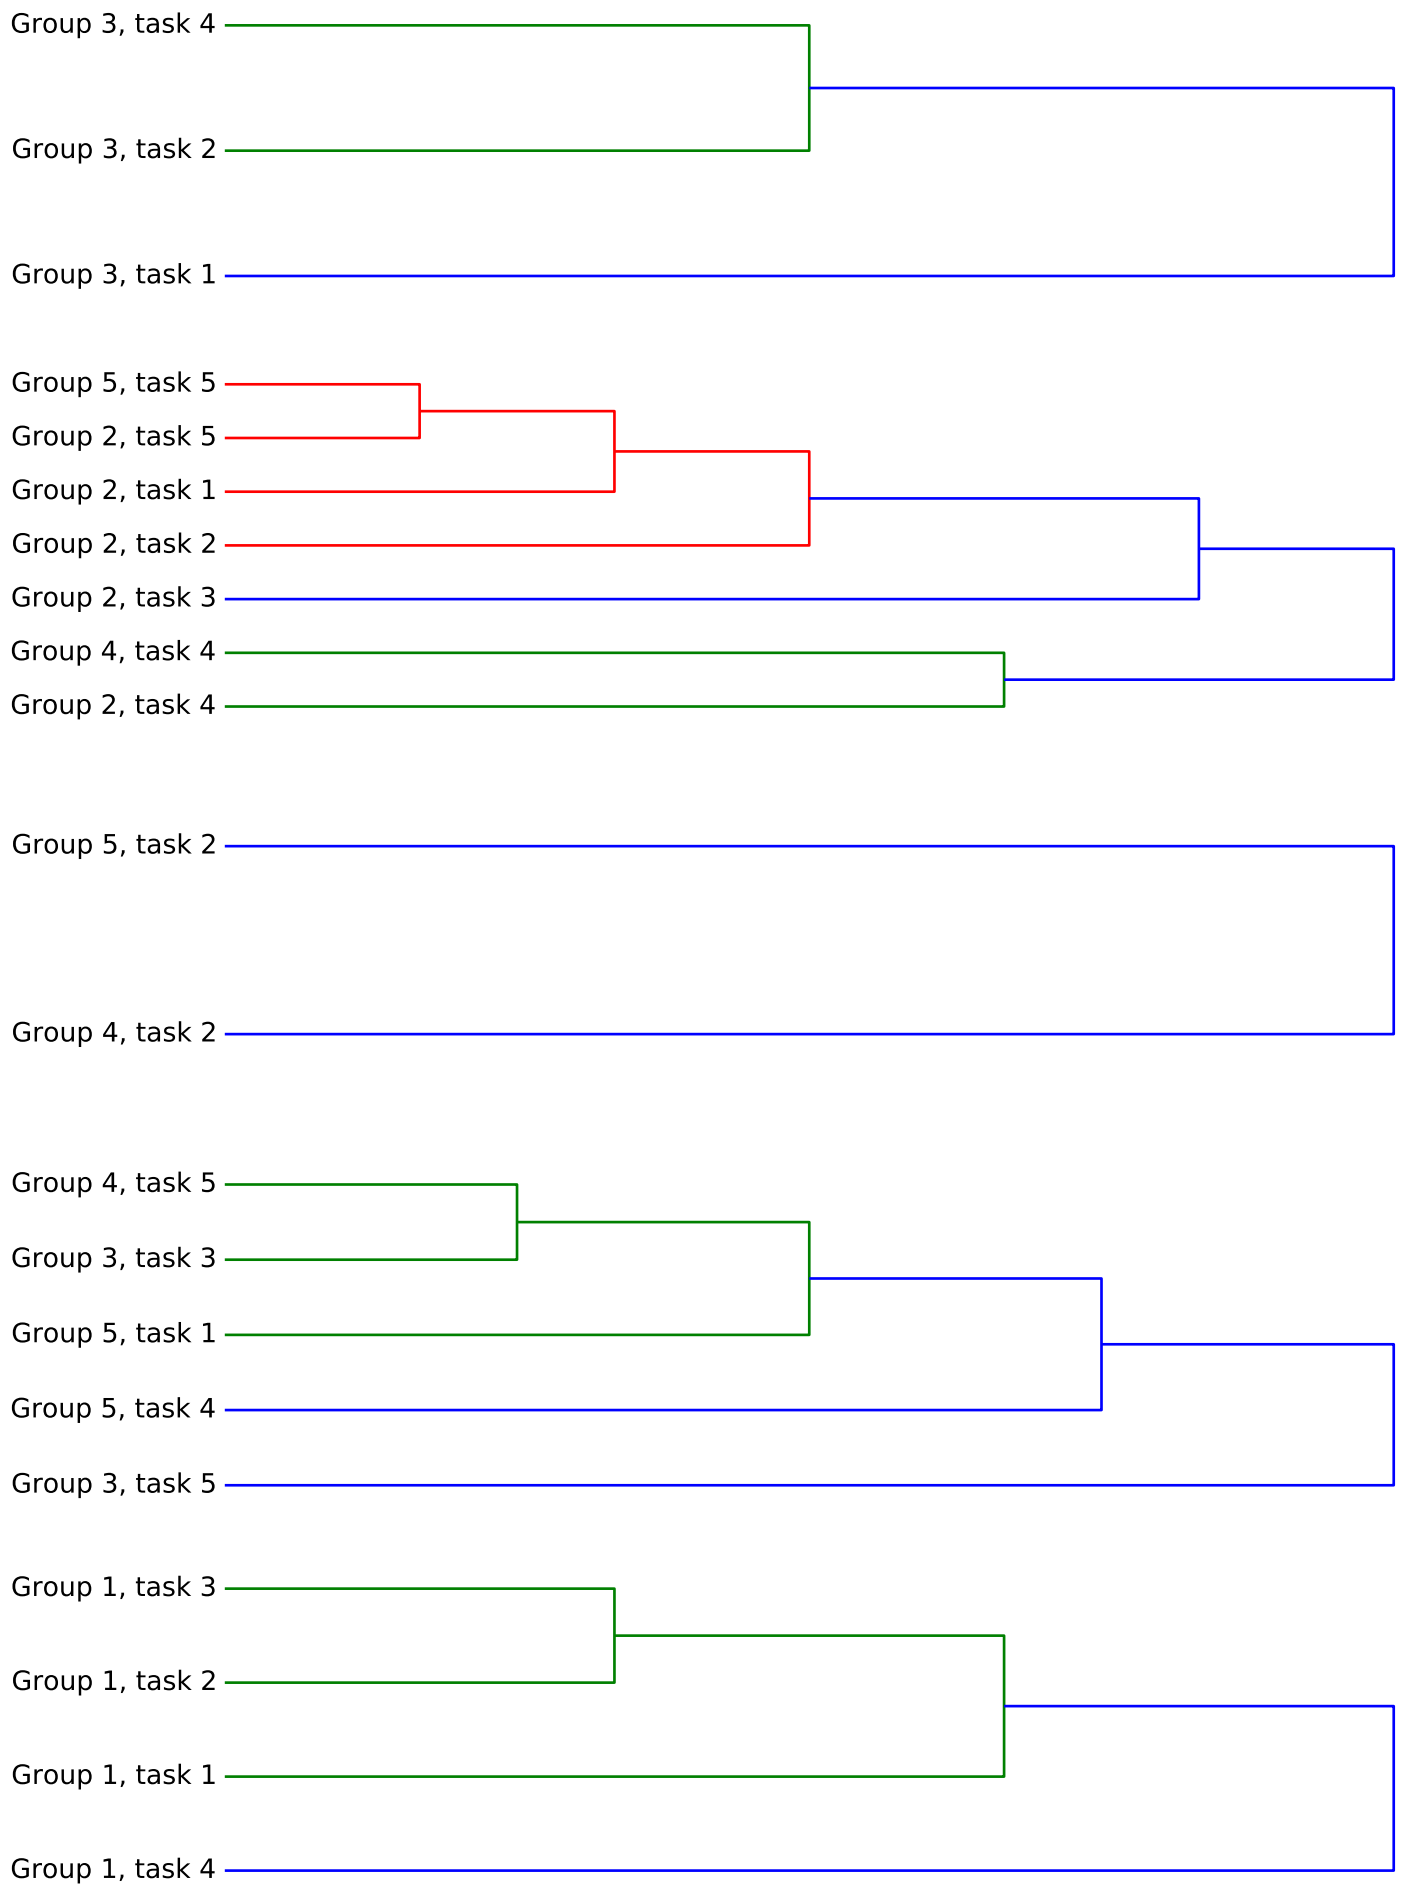 Group 3, task 4
Group 3, task 2
Group 3, task 1
Group 5, task 5
Group 2, task 5
Group 2, task 1
Group 2, task 2
Group 2, task 3
Group 4, task 4
Group 2, task 4
Group 5, task 2
Group 4, task 2
Group 4, task 5
Group 3, task 3
Group 5, task 1
Group 5, task 4
Group 3, task 5
Group 1, task 3
Group 1, task 2
Group 1, task 1
Group 1, task 4